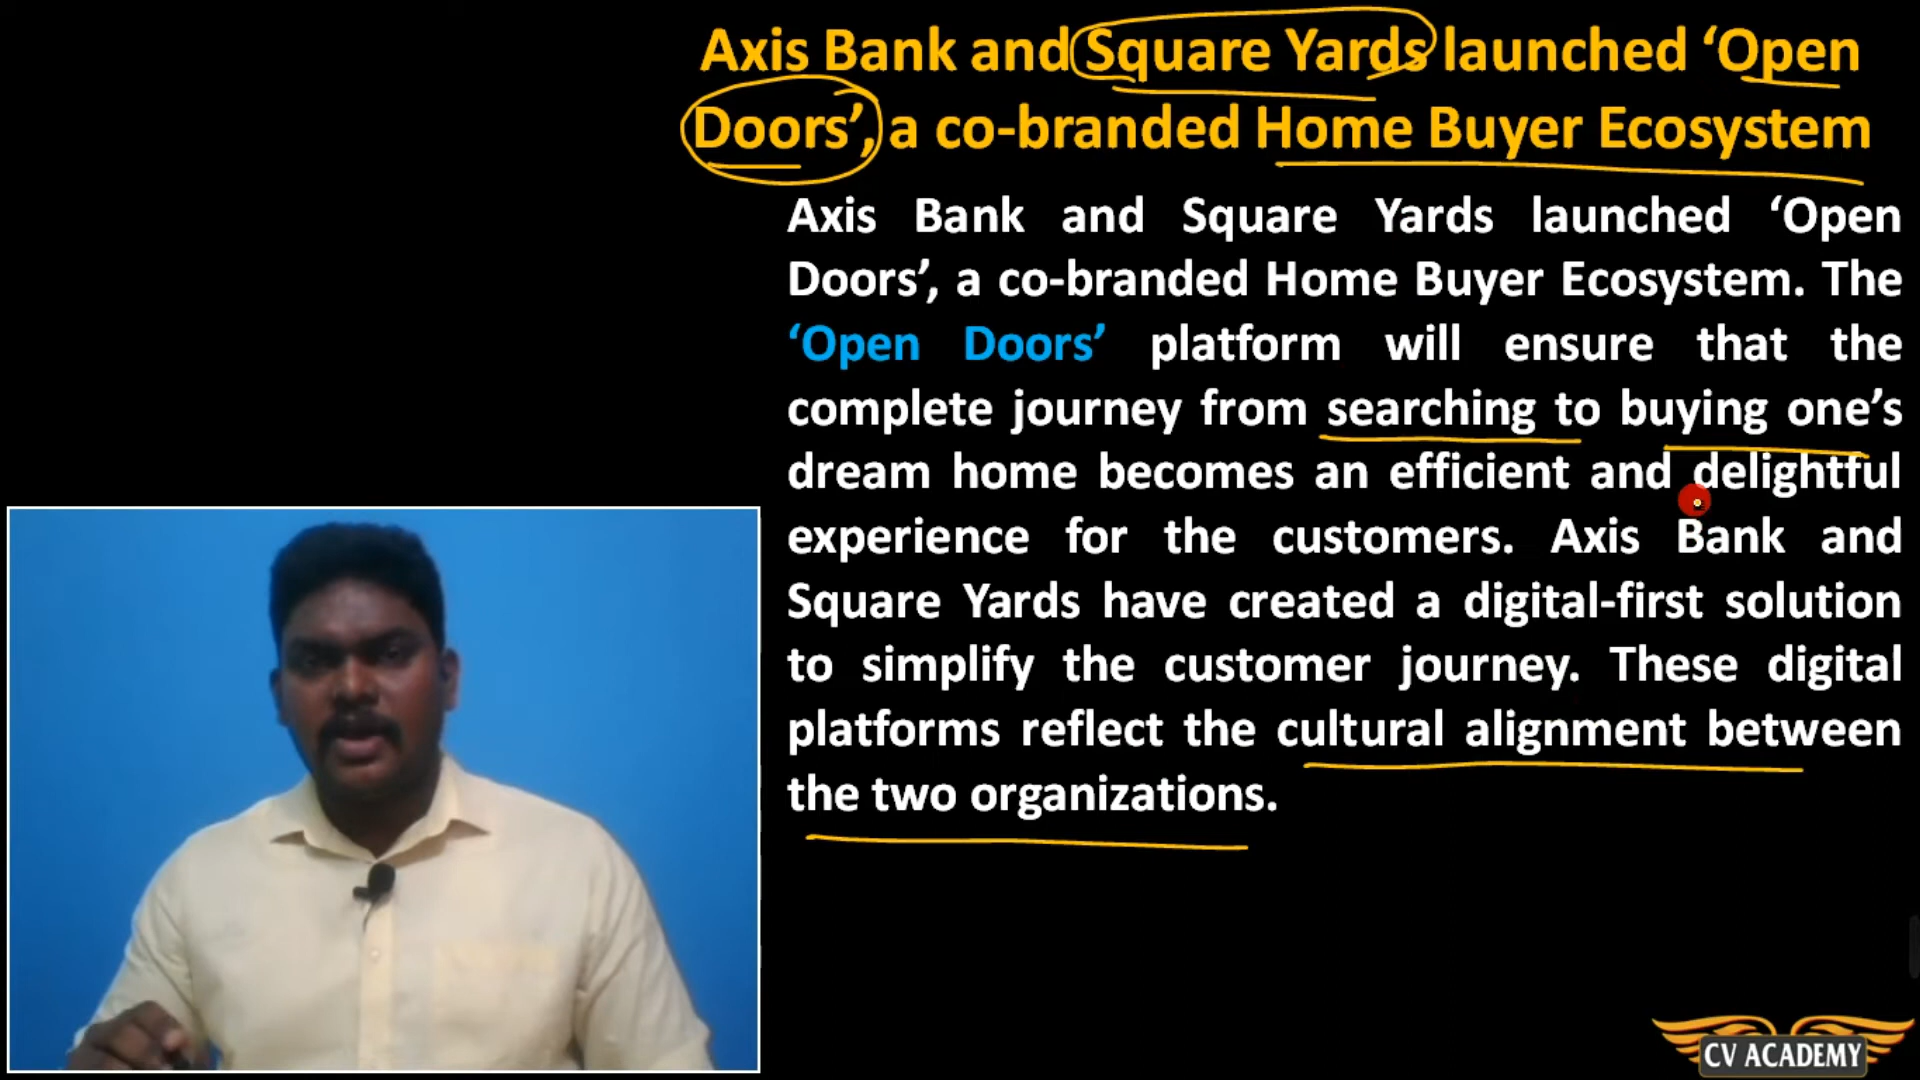 Axis Bank and Square Yards launched ‘Open
Doors’, a co-branded Home Buyer Ecosystem
Axis Bank and Square Yards launched ‘Open
Doors’, a co-branded Home Buyer Ecosystem. The
‘Open Doors’ platform will ensure that the
complete journey from searching to buying one’s
dream home becomes an efficient and delightful
experience for the customers. Axis Bank and
Square Yards have created a digital-first solution
to simplify the customer journey. These digital
platforms reflect the cultural alignment between
the two organizations.
CV ACADEMY